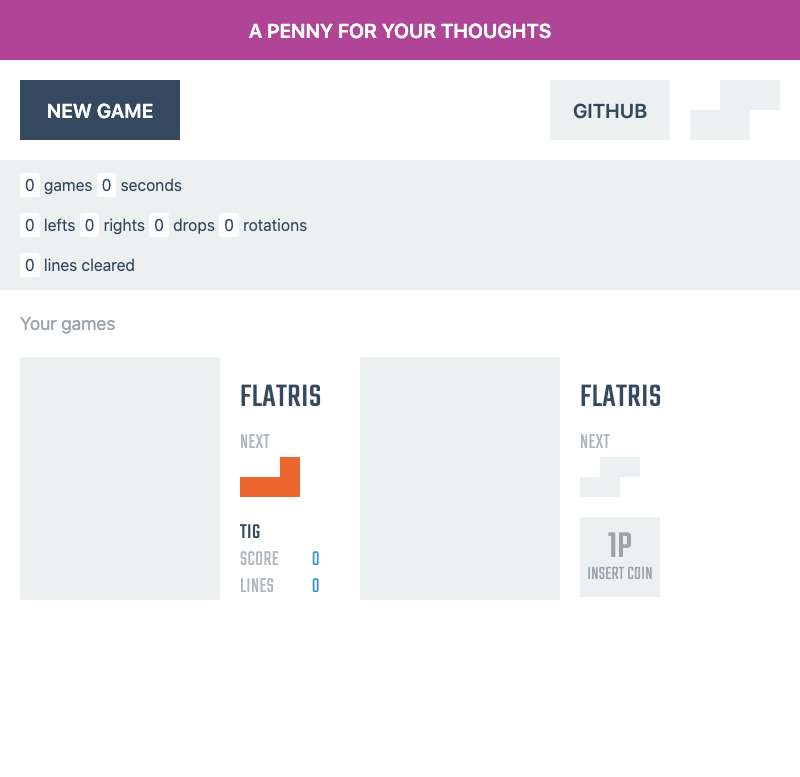 A PENNY FOR YOUR THOUGHTS
NEW GAME
GITHUB
0 games 0 seconds
0 lefts 0 rights 0 drops 0 rotations
0 lines cleared
Your games
FLATRIS
NEXT
TIG
SCORE 0
LINES 0
FLATRIS
NEXT
1P
INSERT COIN